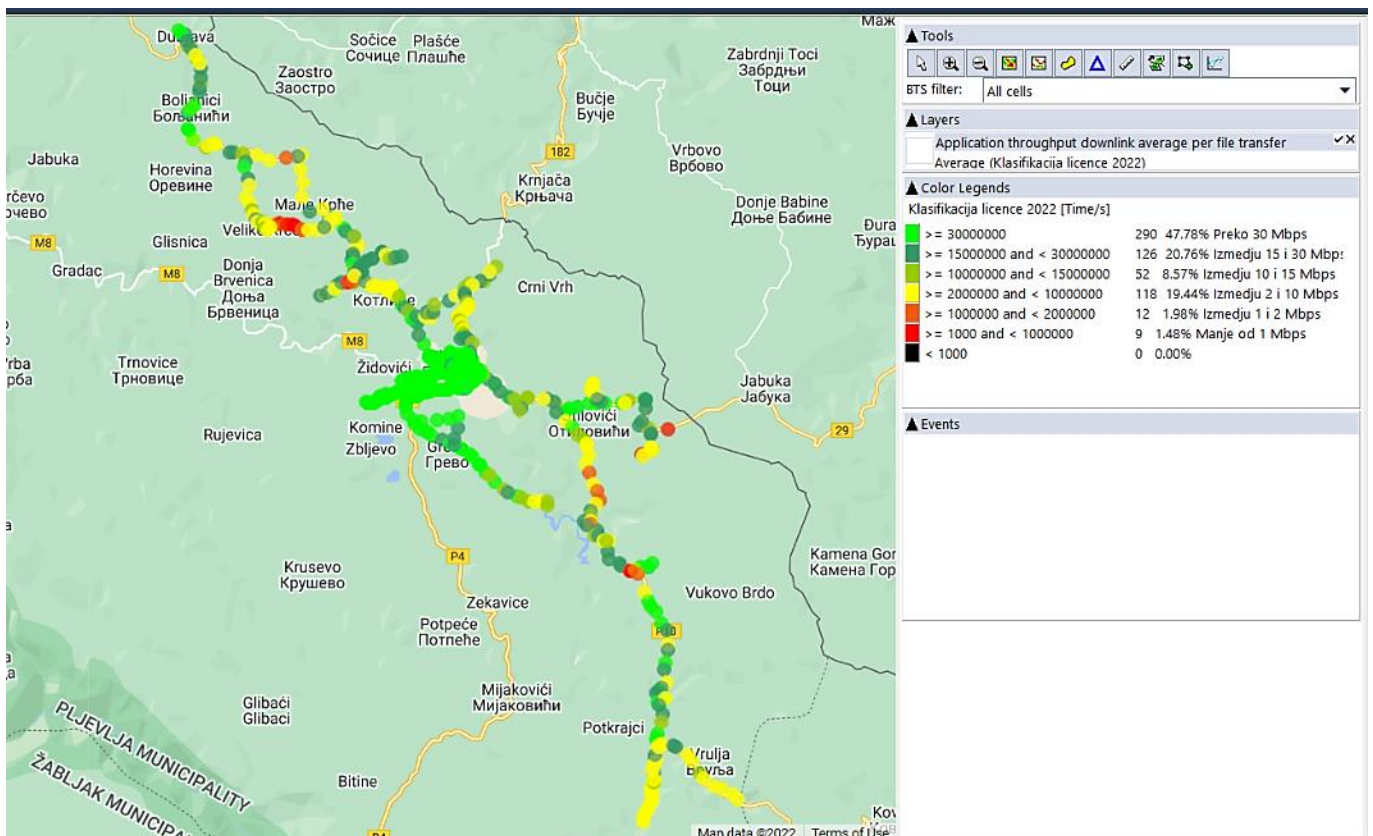 Маж
Sočice
Сочице
Plašće
Плашће
Zaostro
Заостро
Zabrdnji Toci
Забрдњи
Тоци
Bučje
Бучје
Jabuka
182
Vrbovo
Врбово
Horevina
Оревине
Krnjača
Крњача
Мале Крће
Donje Babine
Доње Бабине
M8
Glisnica
Gradac
M8
Donja
Brvenica
Доња
Брвеница
Crni Vrh
M8
Trnovice
Трновице
Židovići
Jabuka
Јабука
Rujevica
Komine
Zbljevo
Грево
Отиловићи
29
P4
Krusevo
Крушево
Zekavice
Vukovo Brdo
Kamena Gor
Камена Гор
Potpeće
Потпеће
Mijakovići
Мијаковићи
Glibaći
Glibaci
Potkrajci
Vrulja
Bitine
PLJEVLJA MUNICIPALITY
ŽABLJAK MUNICIPA
Map data ©2022 Terms of Use
Tools
BTS filter: All cells
Layers
Application throughput downlink average per file transfer
Average (Klasifikacija licence 2022)
Color Legends
Klasifikacija licence 2022 [Time/s]
>= 30000000 290 47.78% Preko 30 Mbps
>= 15000000 and < 30000000 126 20.76% Izmedju 15 i 30 Mbps
>= 10000000 and < 15000000 52 8.57% Izmedju 10 i 15 Mbps
>= 2000000 and < 10000000 118 19.44% Izmedju 2 i 10 Mbps
>= 1000000 and < 2000000 12 1.98% Izmedju 1 i 2 Mbps
>= 1000 and < 1000000 9 1.48% Manje od 1 Mbps
< 1000 0 0.00%
Events